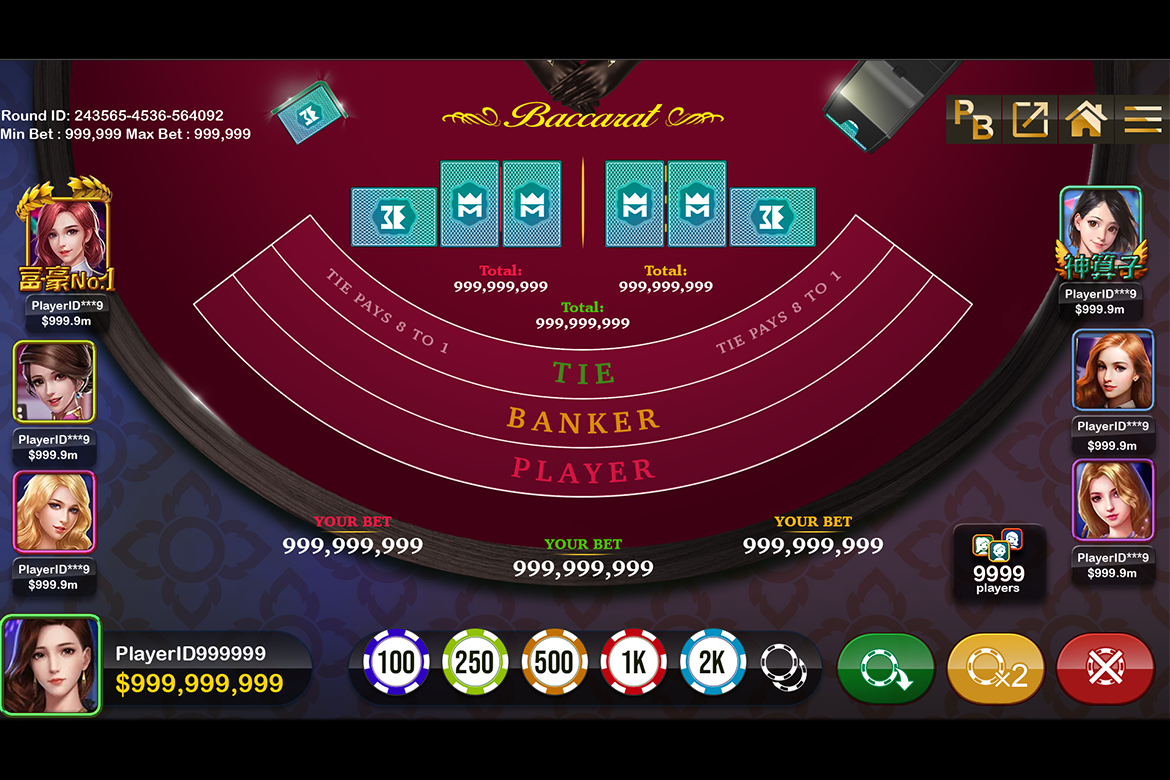 Round ID: 243565-4536-564092
Min Bet : 999,999 Max Bet : 999,999
Baccarat
PB
M
M
M
M
Total:
999,999,999
Total:
999,999,999
Total:
999,999,999
TIE PAYS 8 TO 1
TIE PAYS 8 TO 1
TIE
BANKER
PLAYER
富豪No.1
PlayerID***9
$999.9m
PlayerID***9
$999.9m
PlayerID***9
$999.9m
神算子
PlayerID***9
$999.9m
PlayerID***9
$999.9m
PlayerID***9
$999.9m
YOUR BET
999,999,999
YOUR BET
999,999,999
YOUR BET
999,999,999
9999
players
PlayerID999999
$999,999,999
100
250
500
1K
2K
x2